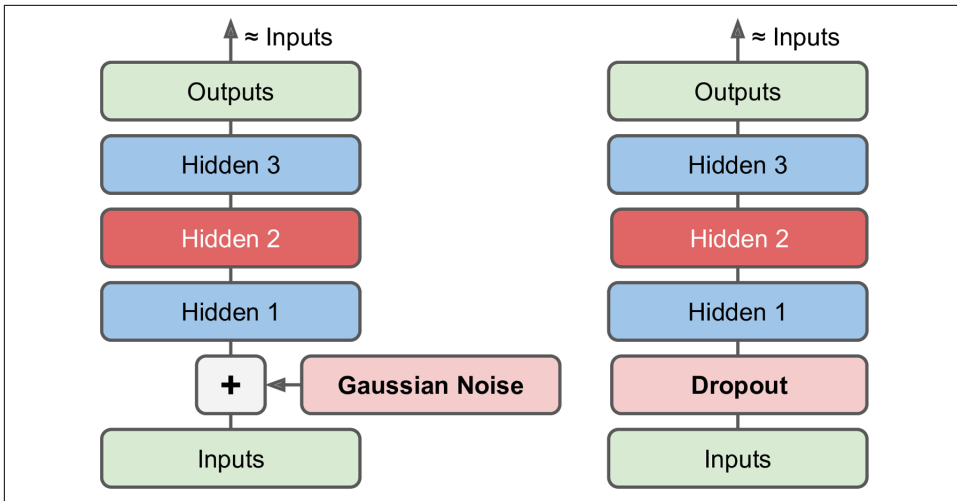 ≈ Inputs
Outputs
Hidden 3
Hidden 2
Hidden 1
+
Gaussian Noise
Inputs
≈ Inputs
Outputs
Hidden 3
Hidden 2
Hidden 1
Dropout
Inputs